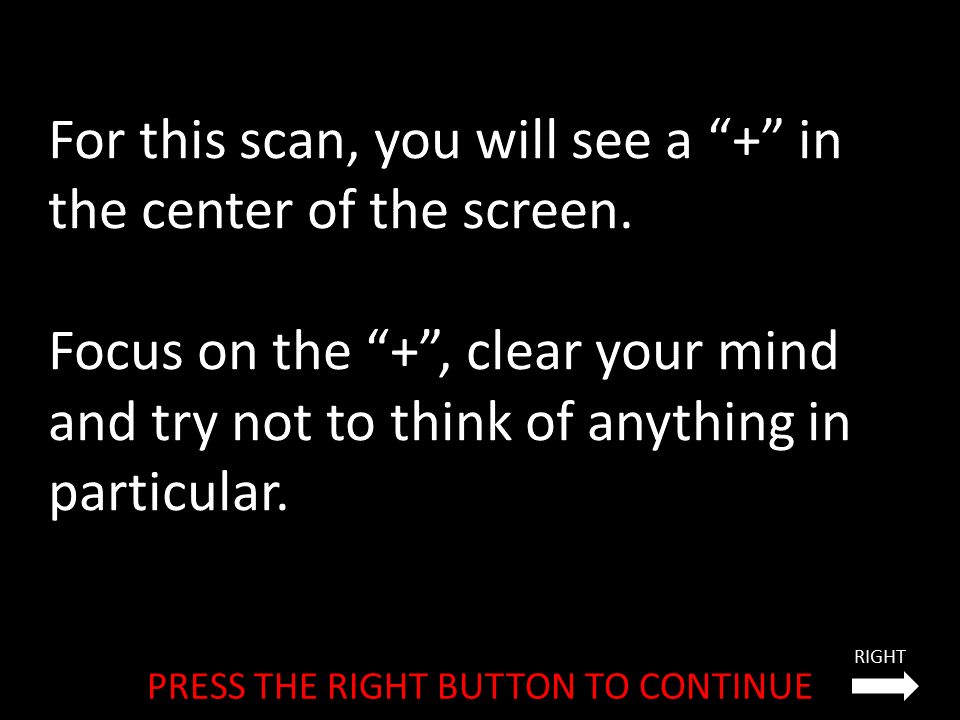 For this scan, you will see a “+” in
the center of the screen.
Focus on the “+”, clear your mind
and try not to think of anything in
particular.
RIGHT
PRESS THE RIGHT BUTTON TO CONTINUE